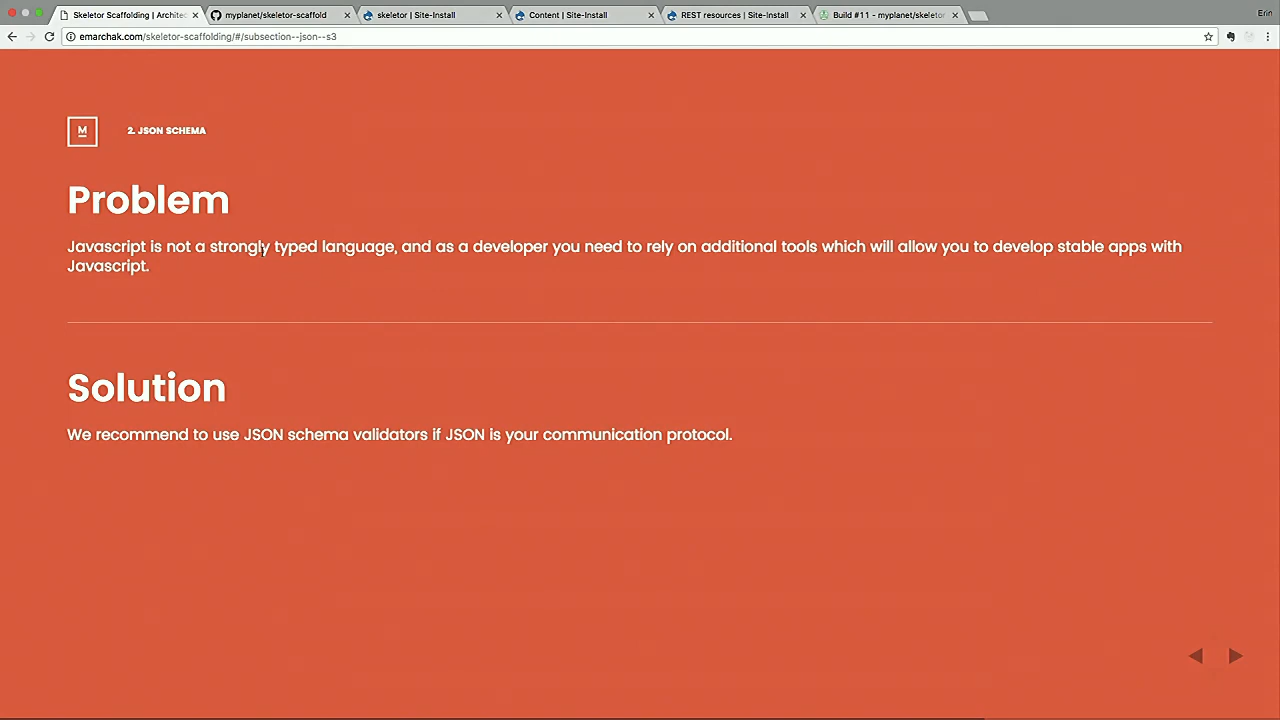 Skeletor Scaffolding | Archite
myplanet/skeletor-scaffold
skeletor | Site-Install
Content | Site-Install
REST resources | Site-Install
Build #11 - myplanet/skeletor
Erin
emarchak.com/skeletor-scaffolding/#/subsection--json--s3
M
2. JSON SCHEMA
Problem
Javascript is not a strongly typed language, and as a developer you need to rely on additional tools which will allow you to develop stable apps with
Javascript.
Solution
We recommend to use JSON schema validators if JSON is your communication protocol.